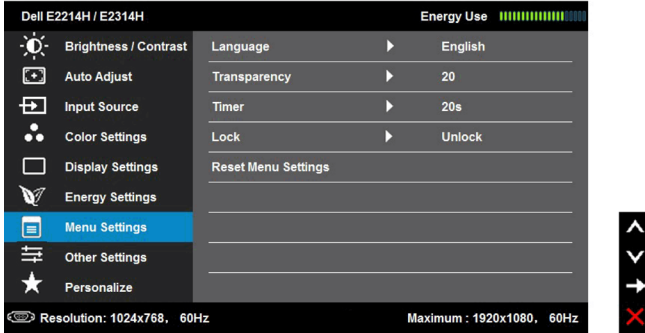 Dell E2214H / E2314H Energy Use
Brightness / Contrast Language English
Auto Adjust Transparency 20
Input Source Timer 20s
Color Settings Lock Unlock
Display Settings Reset Menu Settings
Energy Settings
Menu Settings
Other Settings
Personalize
Resolution: 1024x768, 60Hz Maximum : 1920x1080, 60Hz